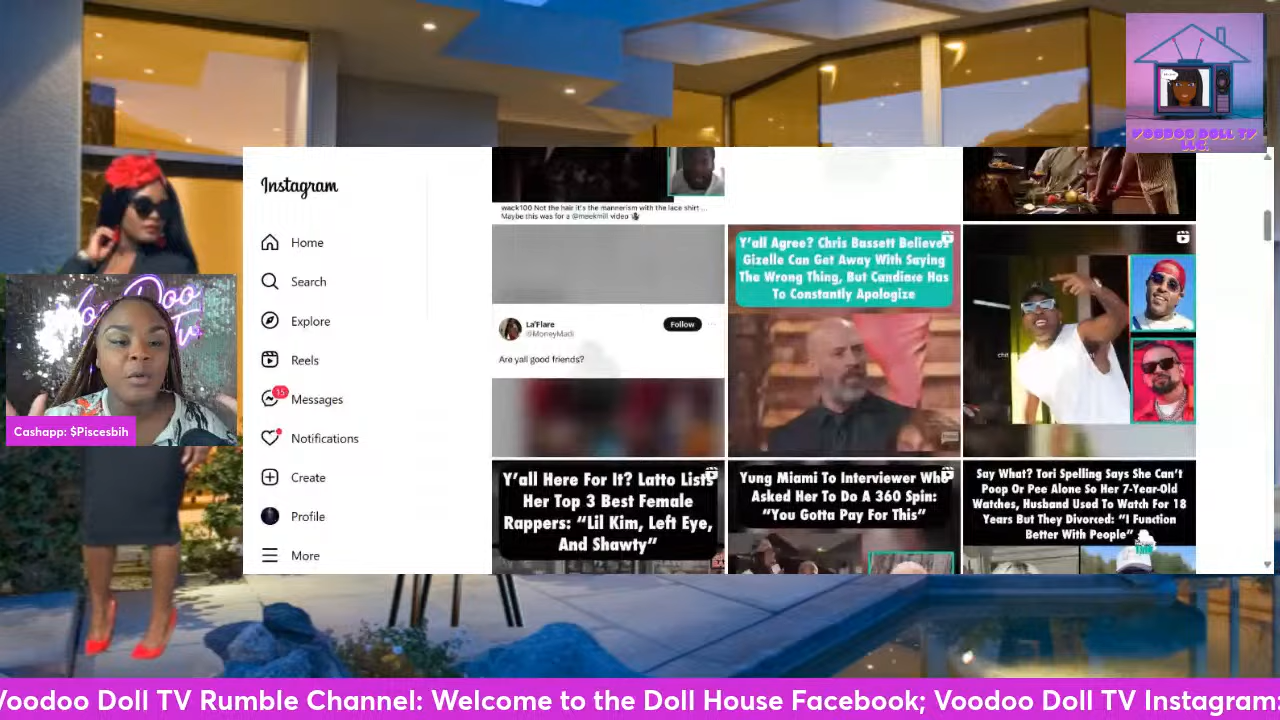 VOODOO DOLL TV
LLC.
Instagram
Home
Search
Explore
Reels
15
Messages
Notifications
Create
Profile
More
wack100 Not the hair it's the mannerism with the lace shirt ...
Maybe this was for a @meekmill video
La'Flare
@MoneyMadi
Follow
Are yall good friends?
Y'all Agree? Chris Bassett Believes
Gizelle Can Get Away With Saying
The Wrong Thing, But Candiace Has
To Constantly Apologize
Y'all Here For It? Latto Lists
Her Top 3 Best Female
Rappers: “Lil Kim, Left Eye,
And Shawty”
Yung Miami To Interviewer Who
Asked Her To Do A 360 Spin:
“You Gotta Pay For This”
Say What? Tori Spelling Says She Can't
Poop Or Pee Alone So Her 7-Year-Old
Watches, Husband Used To Watch For 18
Years But They Divorced: “I Function
Better With People”
Doo
Tv
Cashapp: $Piscesbih
Voodoo Doll TV Rumble Channel: Welcome to the Doll House Facebook; Voodoo Doll TV Instagram: